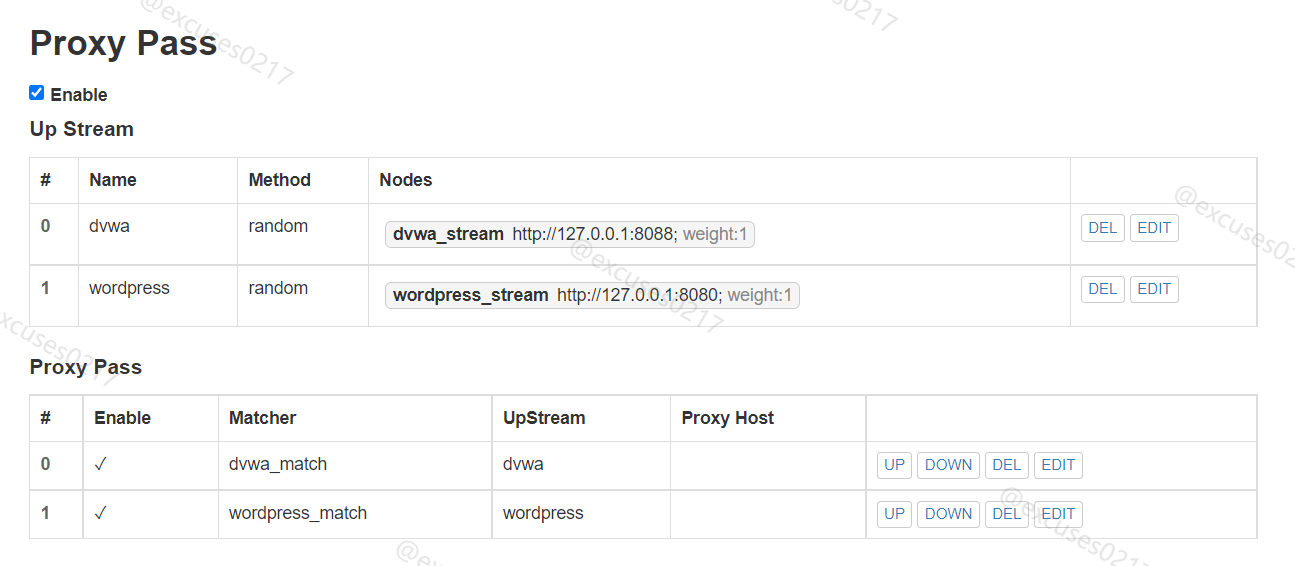 Proxy Pass
Enable
Up Stream
# Name Method Nodes
0 dvwa random dvwa_stream http://127.0.0.1:8088; weight:1 DEL EDIT
1 wordpress random wordpress_stream http://127.0.0.1:8080; weight:1 DEL EDIT
Proxy Pass
# Enable Matcher UpStream Proxy Host
0 ✓ dvwa_match dvwa UP DOWN DEL EDIT
1 ✓ wordpress_match wordpress UP DOWN DEL EDIT
@excuses0217
@excuses0217
@excuses0217
@excuses0217